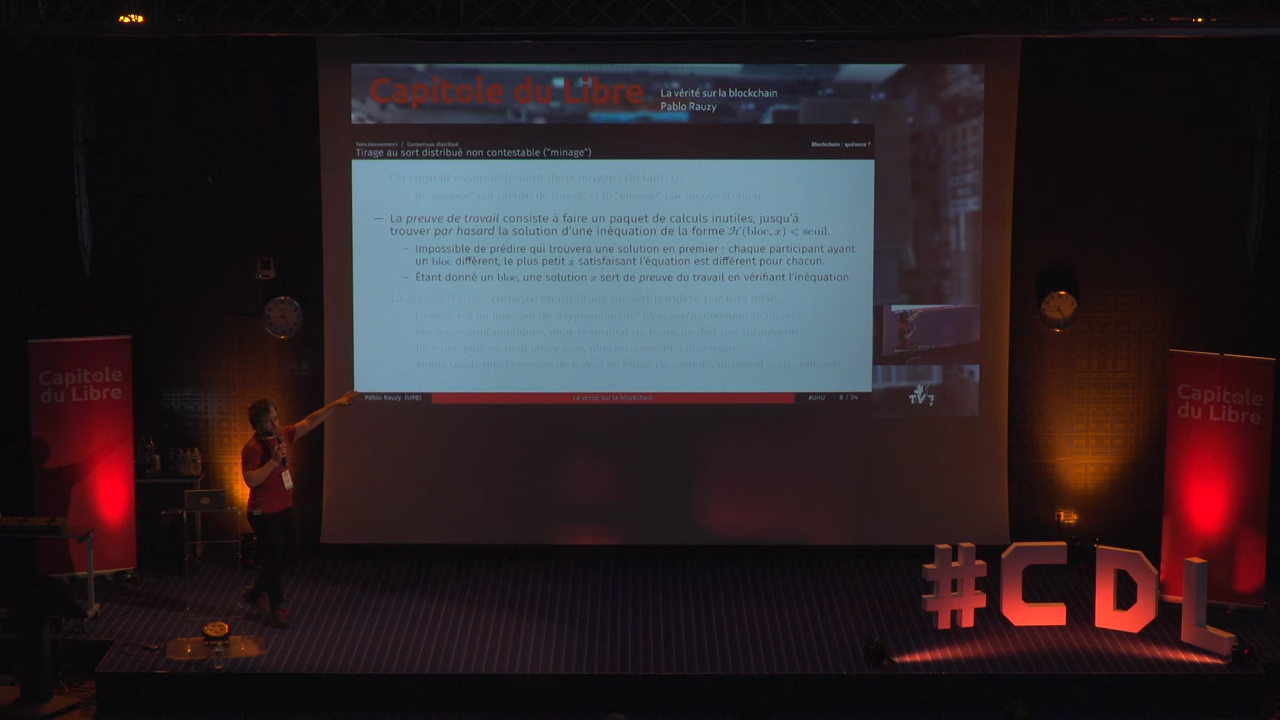 Capitole du Libre
La vérité sur la blockchain
Pablo Rauzy
Fonctionnement / Consensus distribué
Blockchain : quésaco ?
Tirage au sort distribué non contestable ("minage")
— La preuve de travail consiste à faire un paquet de calculs inutiles, jusqu'à
trouver par hasard la solution d'une inéquation de la forme ℋ(bloc, x) < seuil.
– Impossible de prédire qui trouvera une solution en premier : chaque participant ayant
un bloc différent, le plus petit x satisfaisant l'équation est différent pour chacun.
– Étant donné un bloc, une solution x sert de preuve du travail en vérifiant l'inéquation.
Pablo Rauzy (UP8)
La vérité sur la blockchain
8 / 24
Capitole
du Libre
Capitole
du Libre
#CDL